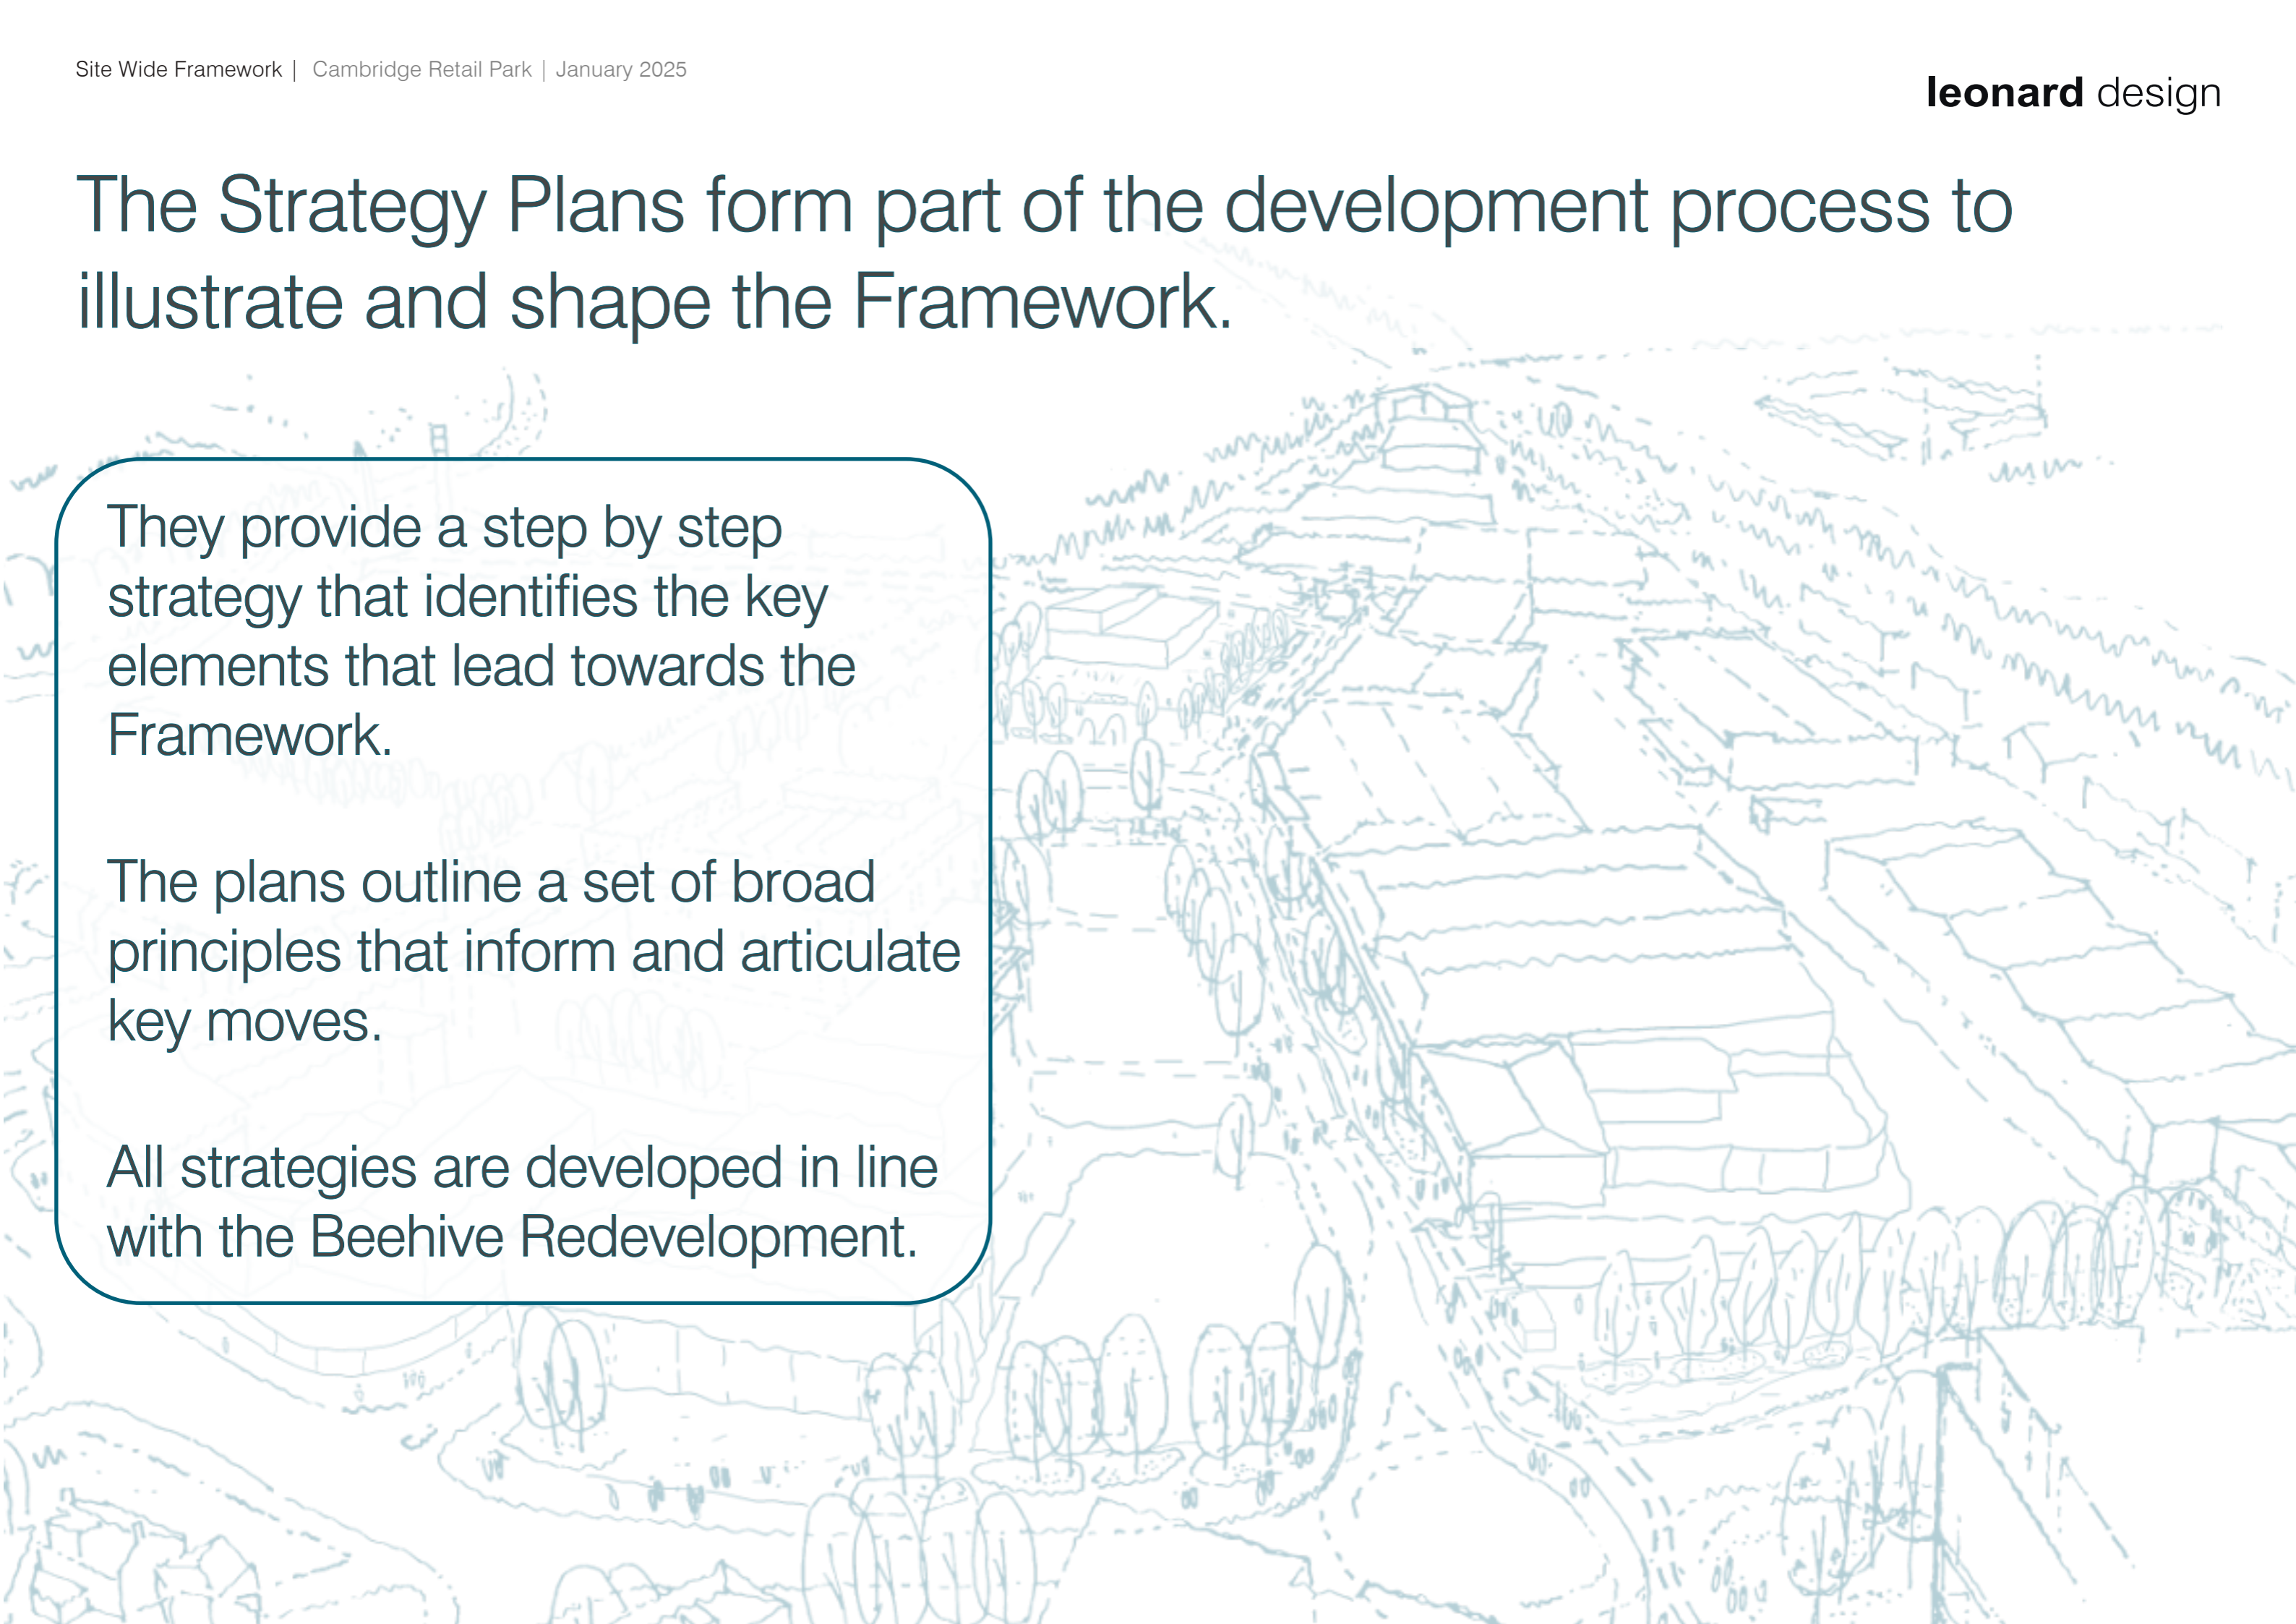 Site Wide Framework | Cambridge Retail Park | January 2025
leonard design
The Strategy Plans form part of the development process to
illustrate and shape the Framework.
They provide a step by step
strategy that identifies the key
elements that lead towards the
Framework.
The plans outline a set of broad
principles that inform and articulate
key moves.
All strategies are developed in line
with the Beehive Redevelopment.